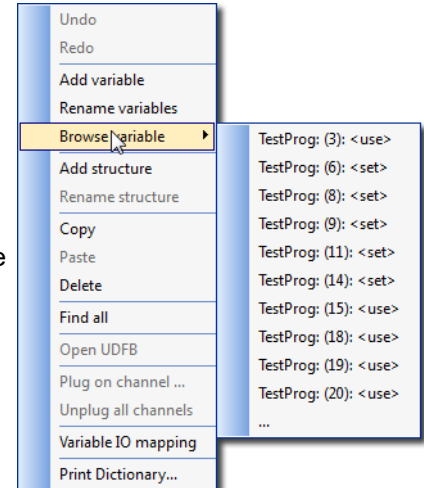 Undo
Redo
Add variable
Rename variables
Browse variable
Add structure
Rename structure
Copy
Paste
Delete
Find all
Open UDFB
Plug on channel ...
Unplug all channels
Variable IO mapping
Print Dictionary...
TestProg: (3): <use>
TestProg: (6): <set>
TestProg: (8): <set>
TestProg: (9): <set>
TestProg: (11): <set>
TestProg: (14): <set>
TestProg: (15): <use>
TestProg: (18): <use>
TestProg: (19): <use>
TestProg: (20): <use>
...
e